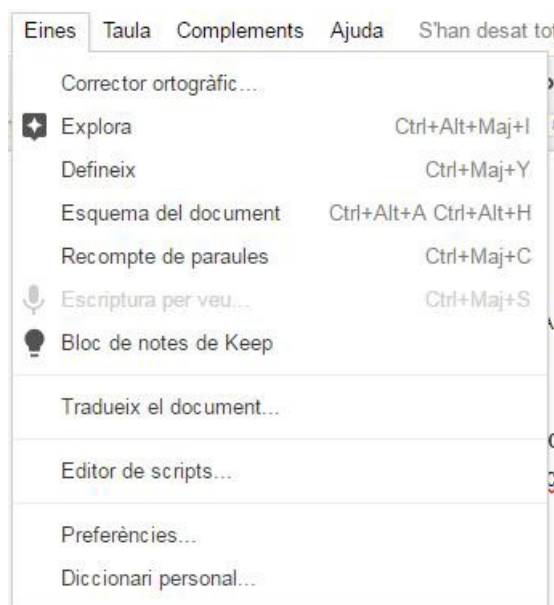 Eines Taula Complements Ajuda S'han desat
Corrector ortogràfic...
Explora Ctrl+Alt+Maj+I
Defineix Ctrl+Maj+Y
Esquema del document Ctrl+Alt+A Ctrl+Alt+H
Recompte de paraules Ctrl+Maj+C
Escriptura per veu... Ctrl+Maj+S
Bloc de notes de Keep
Tradueix el document...
Editor de scripts...
Preferències...
Diccionari personal...